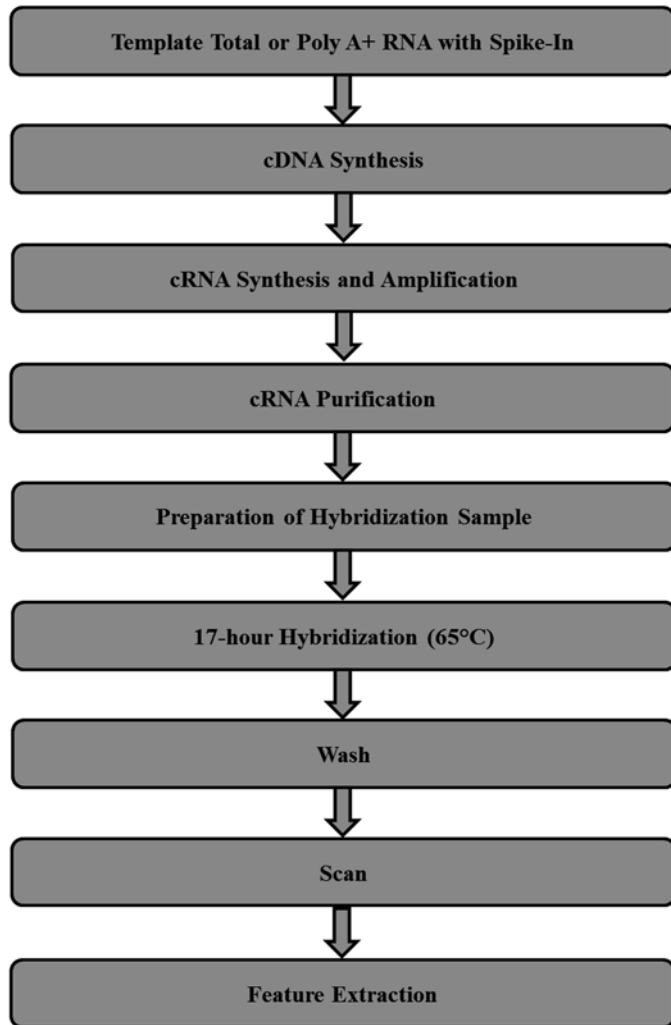 Template Total or Poly A+ RNA with Spike-In
cDNA Synthesis
cRNA Synthesis and Amplification
cRNA Purification
Preparation of Hybridization Sample
17-hour Hybridization (65°C)
Wash
Scan
Feature Extraction